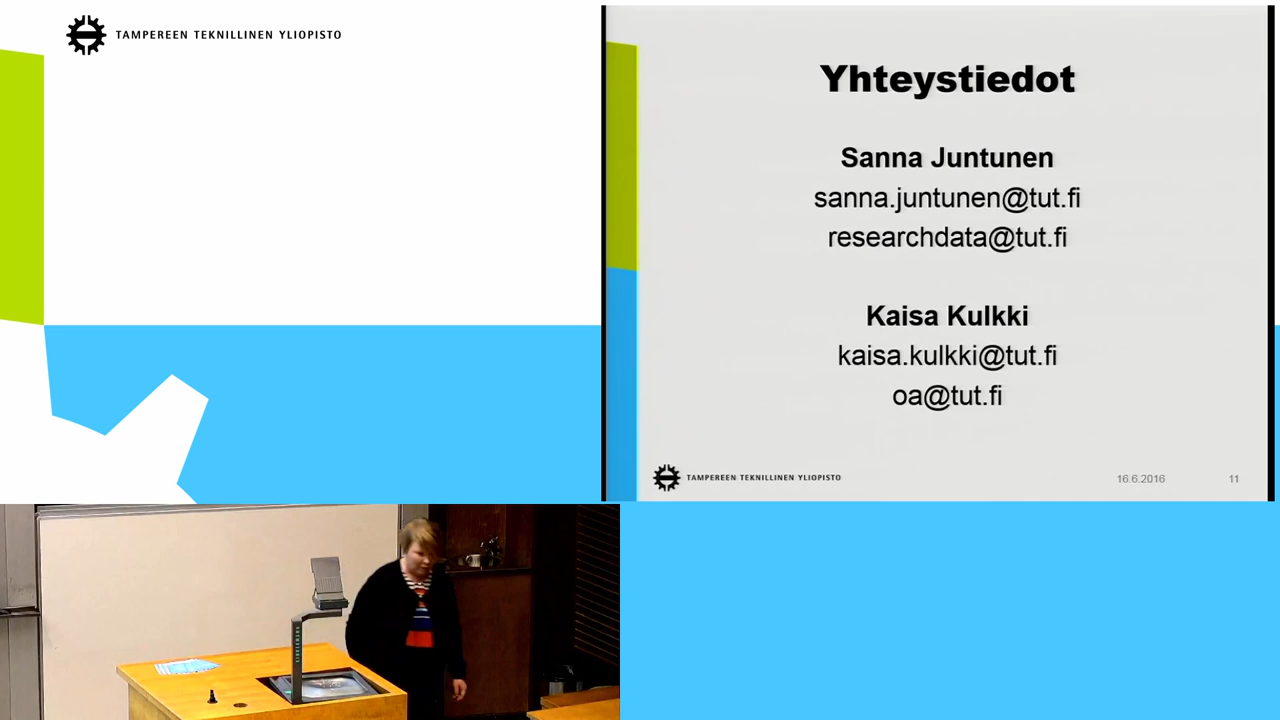 TAMPEREEN TEKNILLINEN YLIOPISTO
Yhteystiedot
Sanna Juntunen
sanna.juntunen@tut.fi
researchdata@tut.fi
Kaisa Kulkki
kaisa.kulkki@tut.fi
oa@tut.fi
TAMPEREEN TEKNILLINEN YLIOPISTO
16.6.2016
11